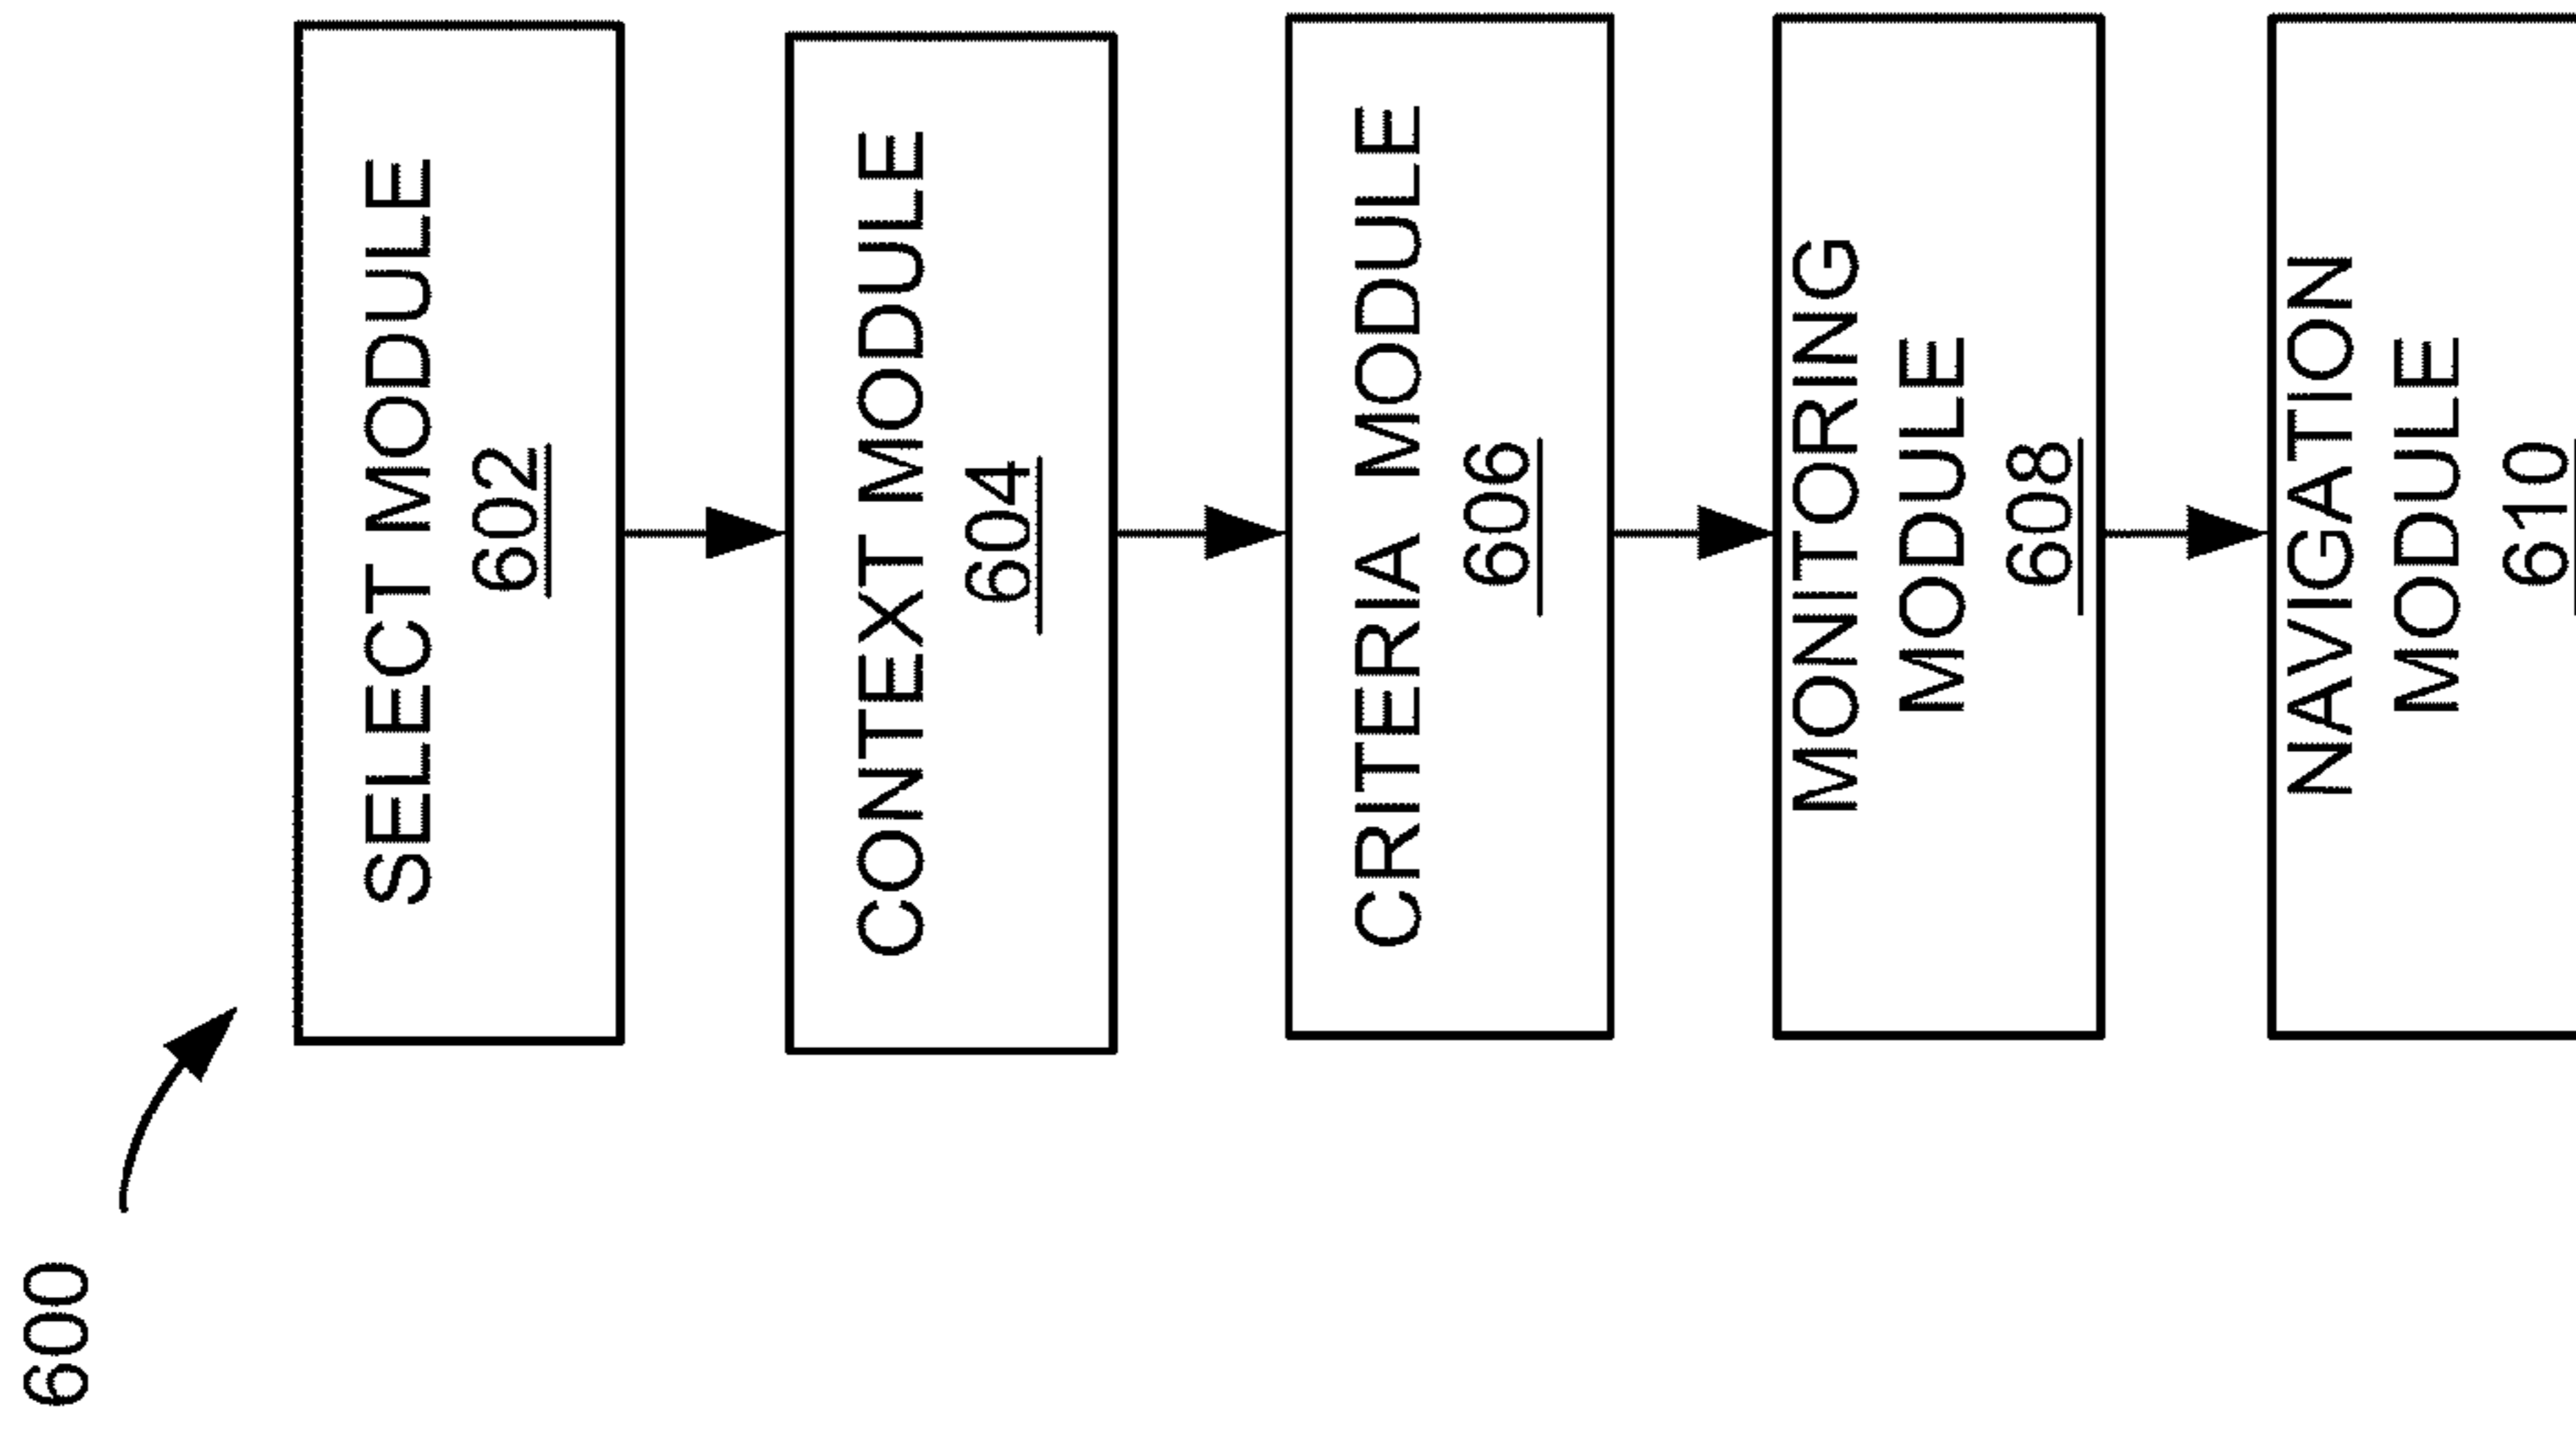 600
SELECT MODULE
602
CONTEXT MODULE
604
CRITERIA MODULE
606
MONITORING
MODULE
608
NAVIGATION
MODULE
610